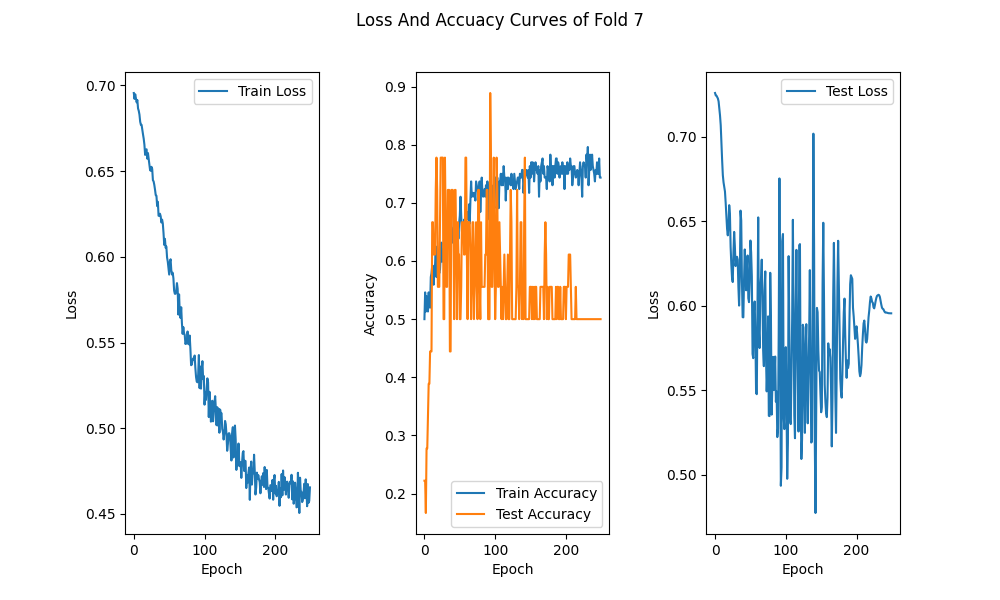 Loss And Accuacy Curves of Fold 7
0.70
0.65
0.60
0.55
0.50
0.45
Loss
0
100
200
Epoch
Train Loss
0.9
0.8
0.7
0.6
0.5
0.4
0.3
0.2
Accuracy
0
100
200
Epoch
Train Accuracy
Test Accuracy
0.70
0.65
0.60
0.55
0.50
Loss
0
100
200
Epoch
Test Loss